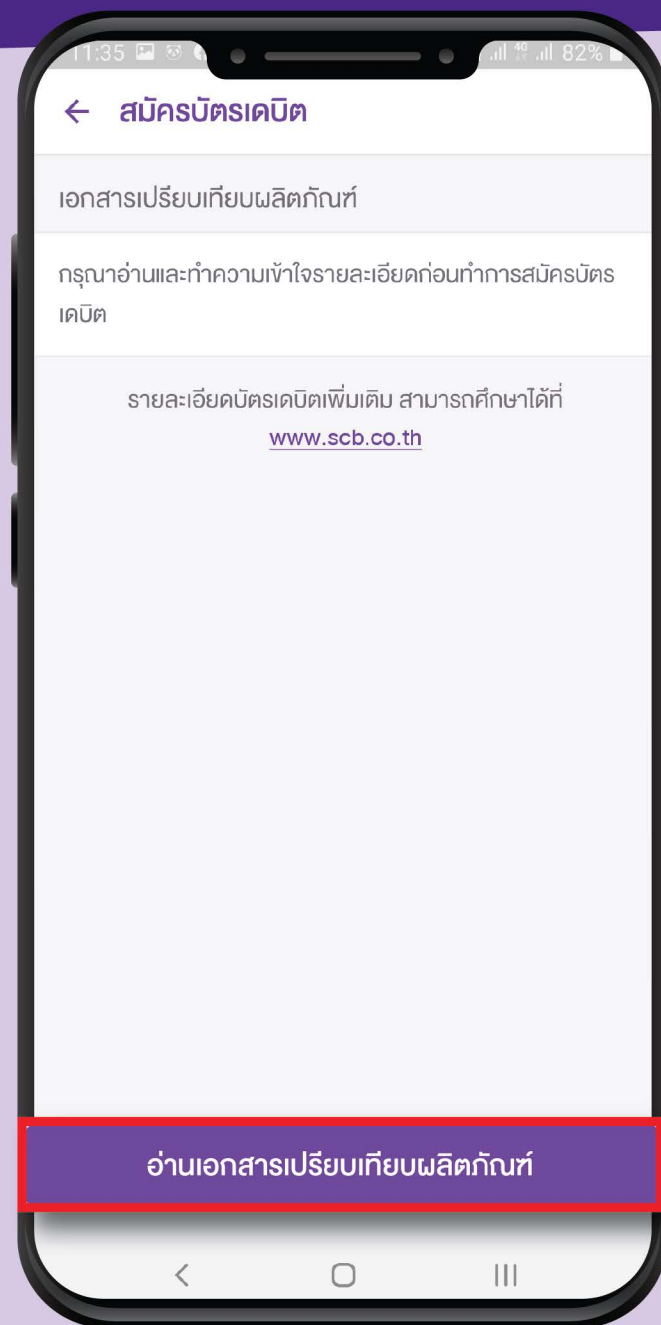 11:35
4G
82%
← สมัครบัตรเดบิต
เอกสารเปรียบเทียบผลิตภัณฑ์
กรุณาอ่านและทำความเข้าใจรายละเอียดก่อนทำการสมัครบัตร
เดบิต
รายละเอียดบัตรเดบิตเพิ่มเติม สามารถศึกษาได้ที่
www.scb.co.th
อ่านเอกสารเปรียบเทียบผลิตภัณฑ์